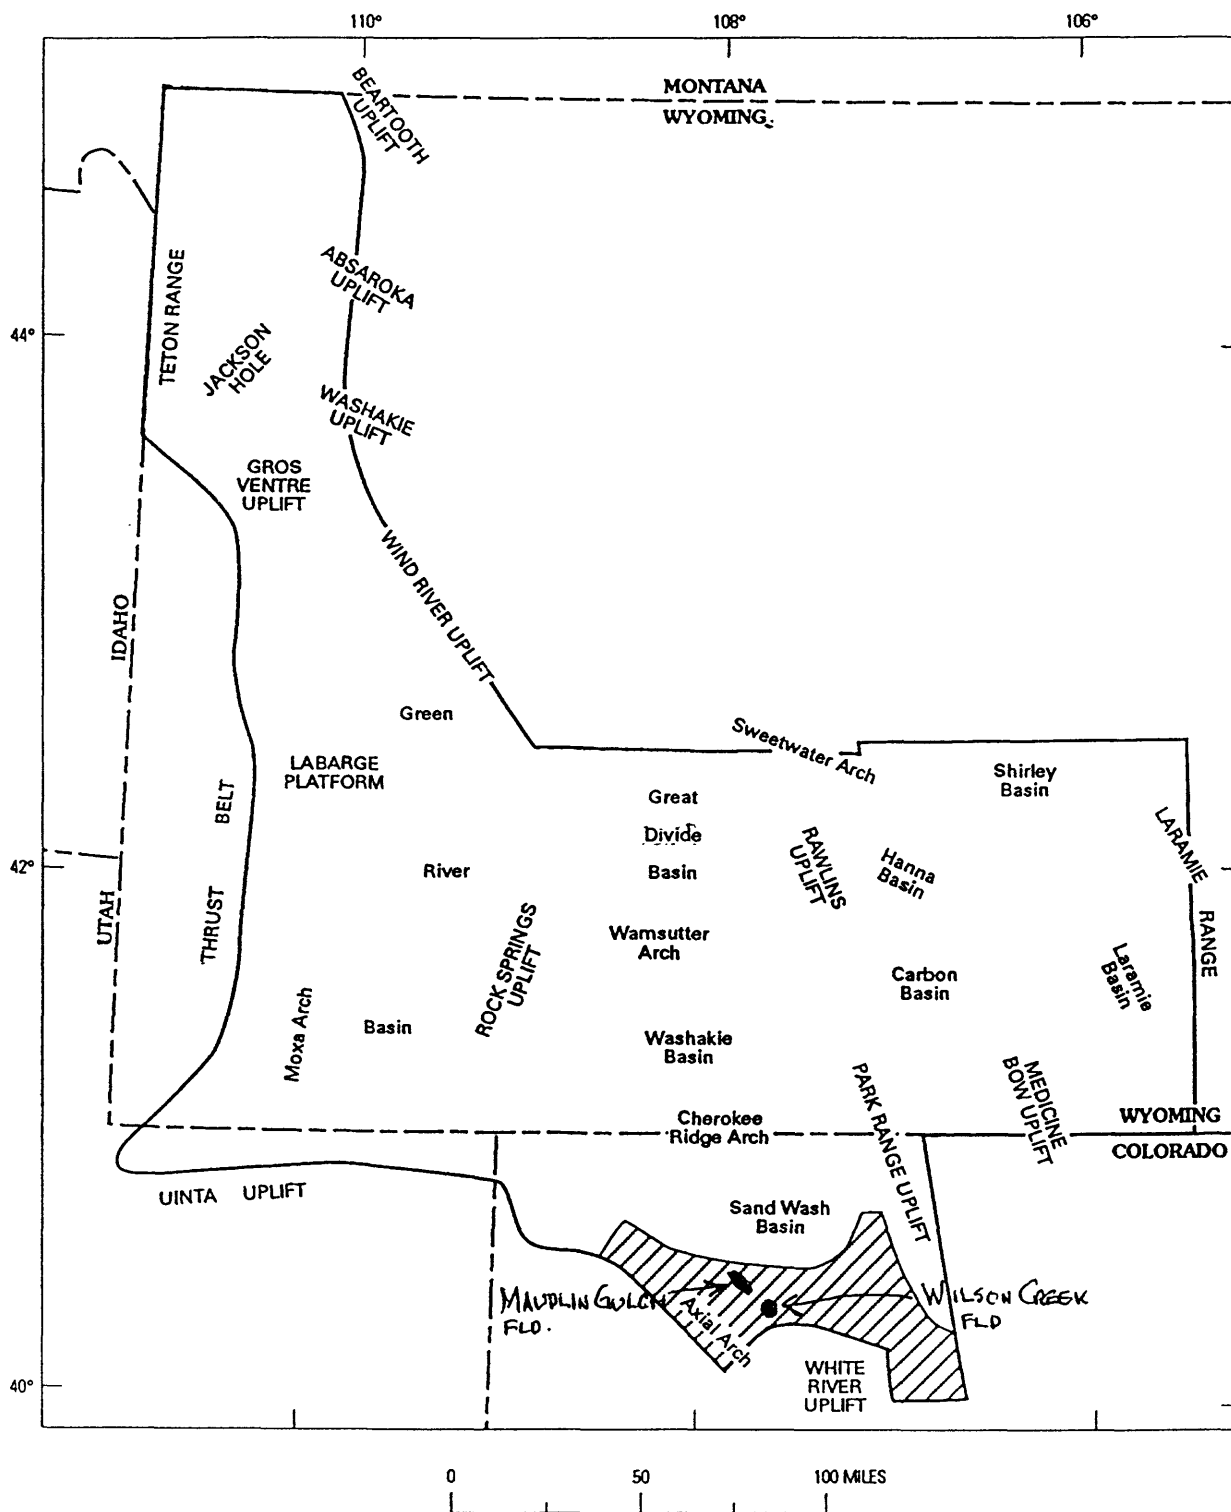 110°
108°
106°
MONTANA
WYOMING
BEARTOOTH
UPLIFT
ABSAROKA
UPLIFT
TETON RANGE
44°
JACKSON
HOLE
WASHAKIE
UPLIFT
GROS
VENTRE
UPLIFT
WIND RIVER UPLIFT
IDAHO
Green
Sweetwater Arch
LABARGE
PLATFORM
Shirley
Basin
Great
Divide
Basin
THRUST BELT
LARAMIE RANGE
RAWLINS
UPLIFT
Hanna
Basin
42°
River
UTAH
Wamsutter
Arch
ROCK SPRINGS
UPLIFT
Carbon
Basin
Laramie
Basin
Moxa Arch
Basin
Washakie
Basin
PARK RANGE UPLIFT
MEDICINE
BOW UPLIFT
Cherokee
Ridge Arch
WYOMING
COLORADO
UINTA UPLIFT
Sand Wash
Basin
MAUDLIN GULCH
FLD.
Axial Arch
WILSON CREEK
FLD
WHITE
RIVER
UPLIFT
40°
0 50 100 MILES